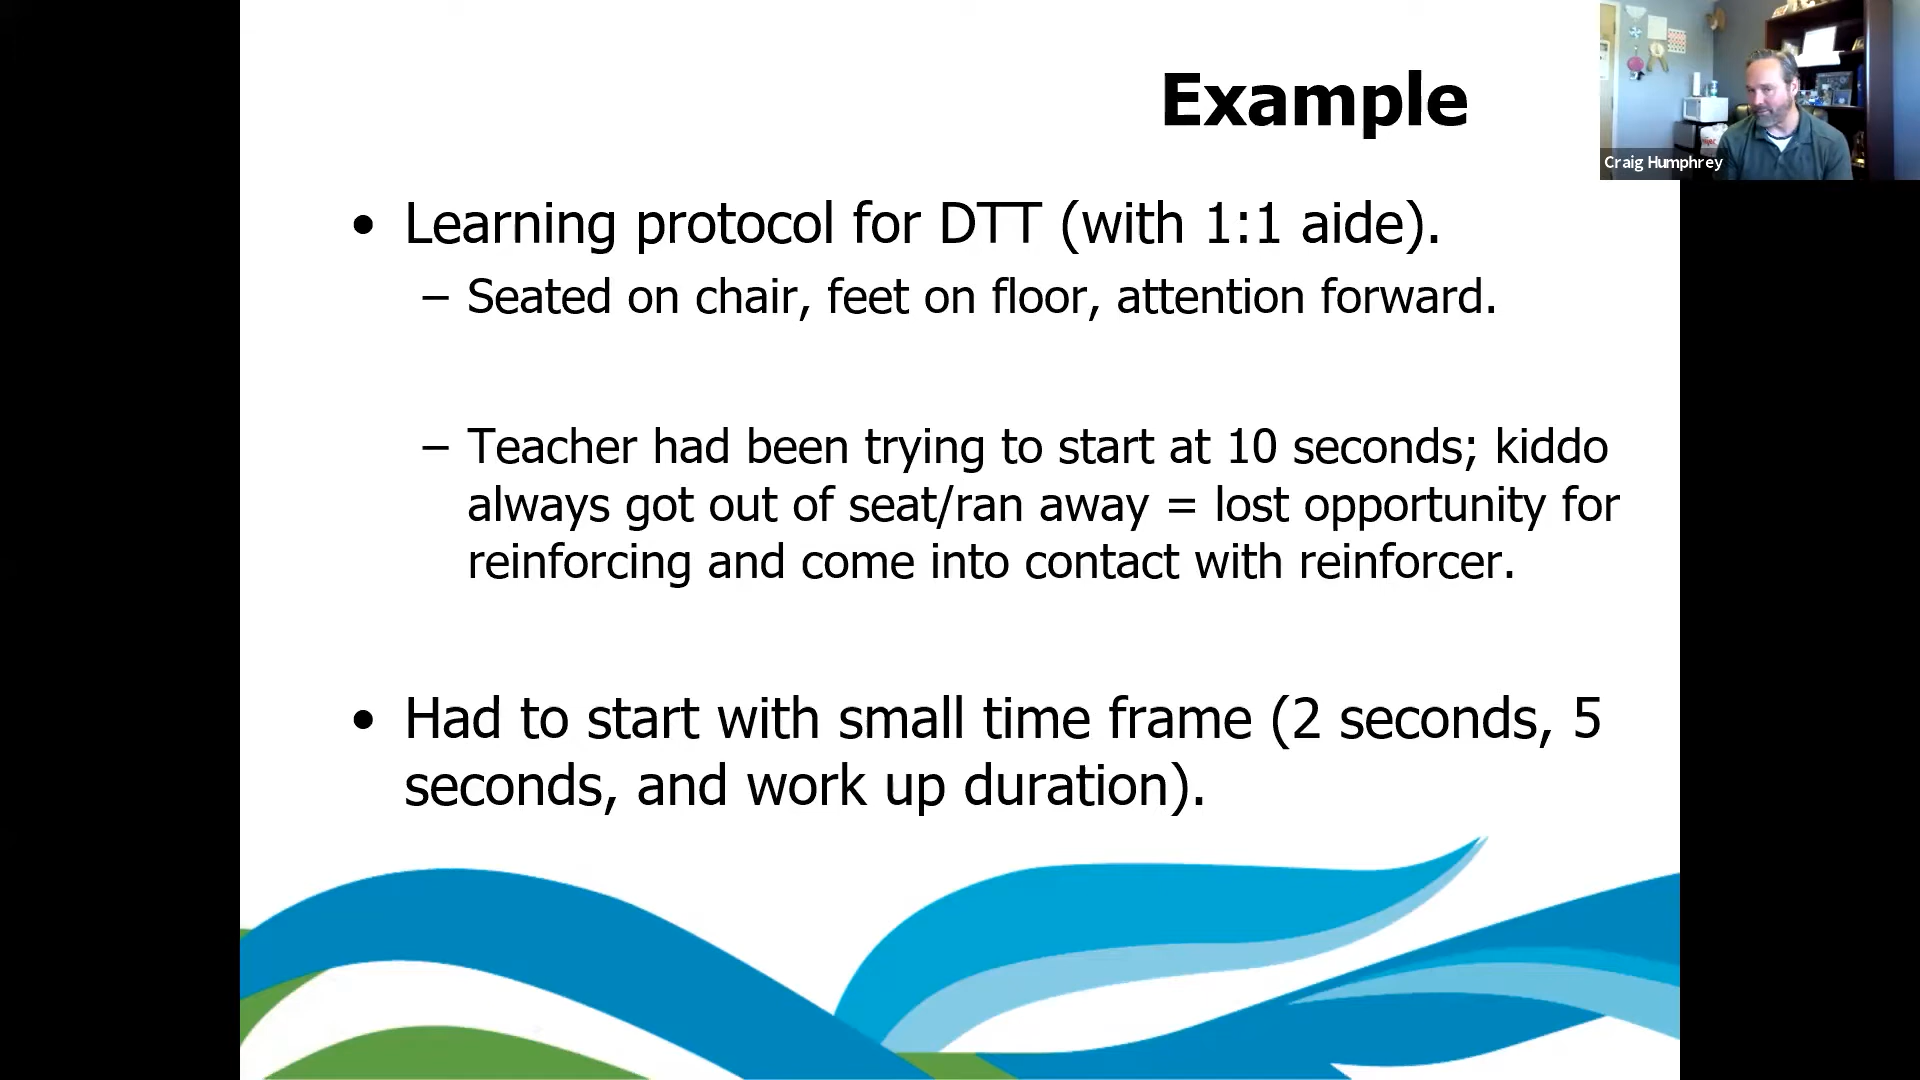 Example
Craig Humphrey
• Learning protocol for DTT (with 1:1 aide).
– Seated on chair, feet on floor, attention forward.
– Teacher had been trying to start at 10 seconds; kiddo
always got out of seat/ran away = lost opportunity for
reinforcing and come into contact with reinforcer.
• Had to start with small time frame (2 seconds, 5
seconds, and work up duration).